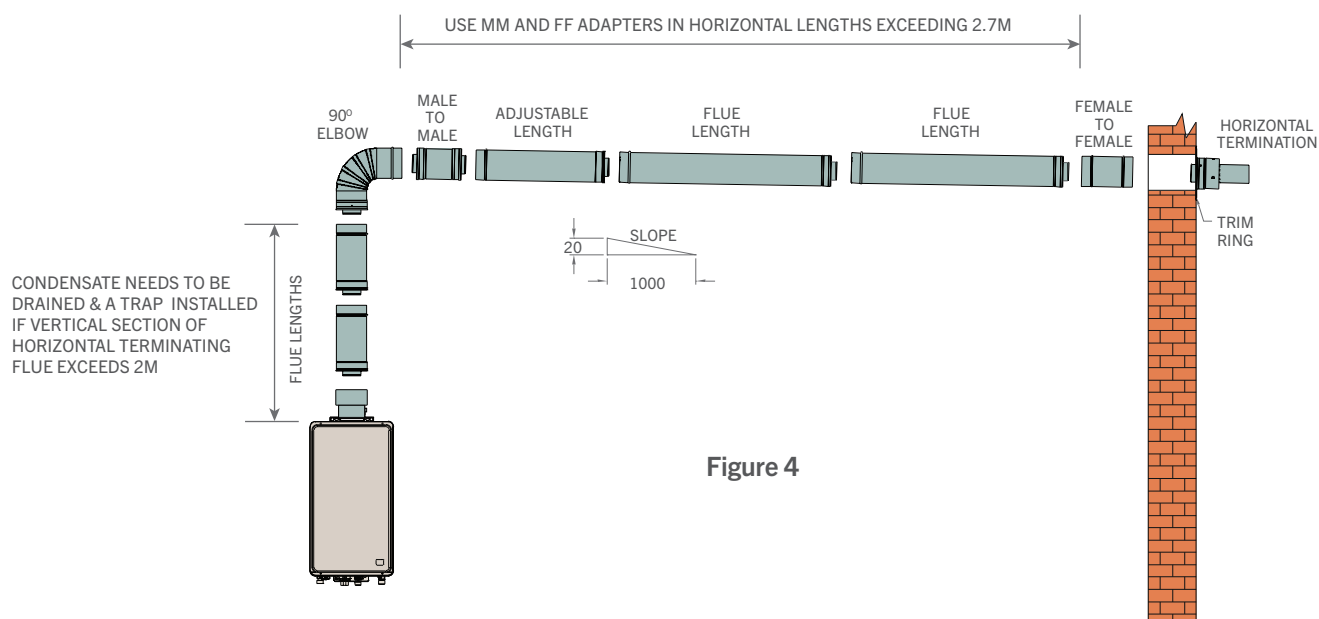 USE MM AND FF ADAPTERS IN HORIZONTAL LENGTHS EXCEEDING 2.7M
90º
ELBOW
MALE
TO
MALE
ADJUSTABLE
LENGTH
FLUE
LENGTH
FLUE
LENGTH
FEMALE
TO
FEMALE
HORIZONTAL
TERMINATION
TRIM
RING
SLOPE
20
1000
CONDENSATE NEEDS TO BE
DRAINED & A TRAP INSTALLED
IF VERTICAL SECTION OF
HORIZONTAL TERMINATING
FLUE EXCEEDS 2M
FLUE LENGTHS
Figure 4